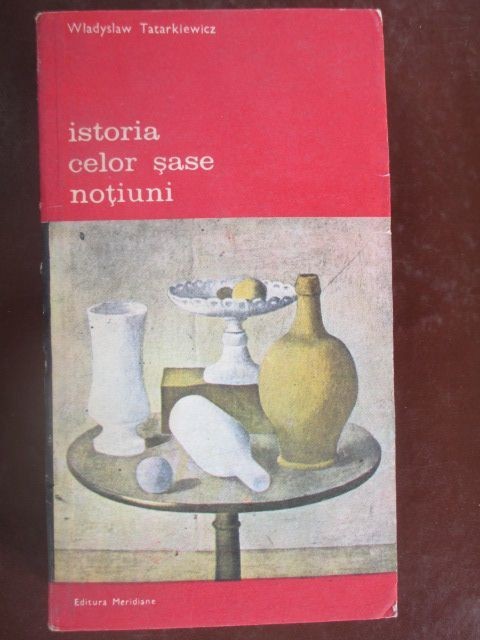 Wladyslaw Tatarkiewicz
istoria
celor şase
noţiuni
Editura Meridiane